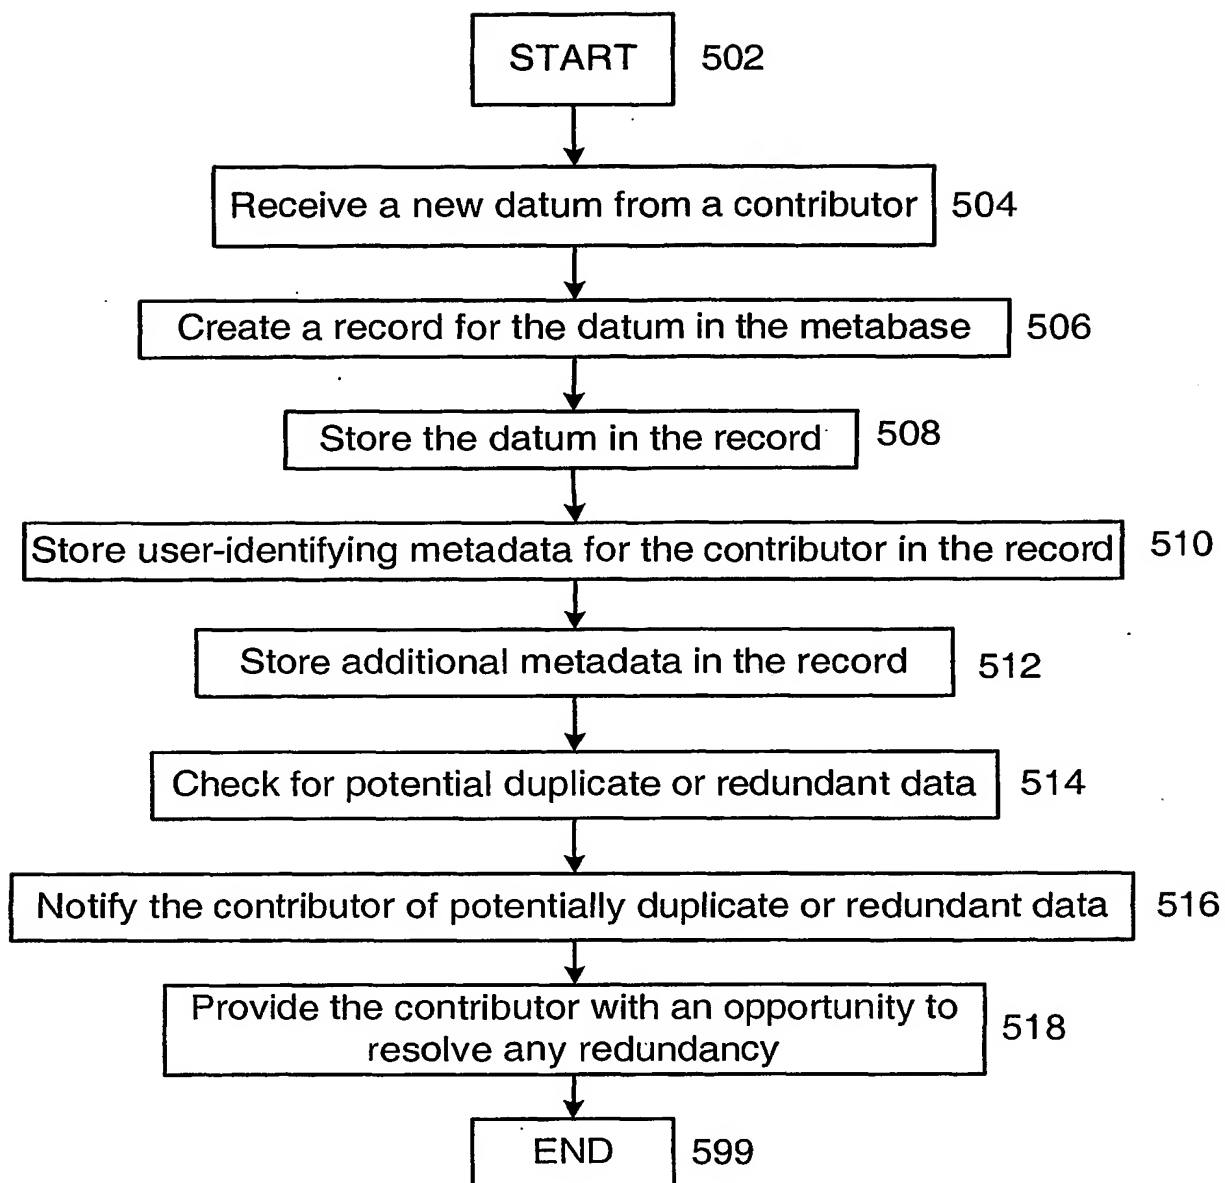 START 502
Receive a new datum from a contributor 504
Create a record for the datum in the metabase 506
Store the datum in the record 508
Store user-identifying metadata for the contributor in the record 510
Store additional metadata in the record 512
Check for potential duplicate or redundant data 514
Notify the contributor of potentially duplicate or redundant data 516
Provide the contributor with an opportunity to
resolve any redundancy 518
END 599